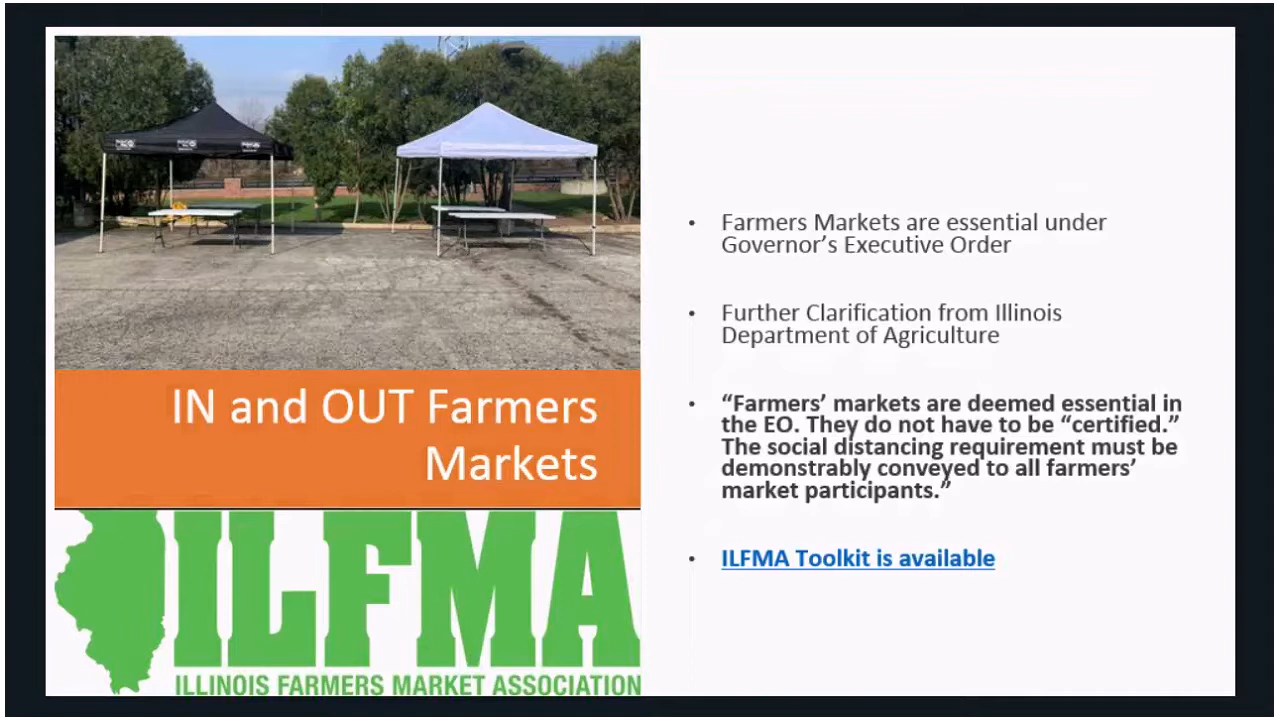 IN and OUT Farmers
Markets
ILFMA
ILLINOIS FARMERS MARKET ASSOCIATION
• Farmers Markets are essential under
Governor’s Executive Order
• Further Clarification from Illinois
Department of Agriculture
• “Farmers’ markets are deemed essential in
the EO. They do not have to be “certified.”
The social distancing requirement must be
demonstrably conveyed to all farmers’
market participants.”
• ILFMA Toolkit is available